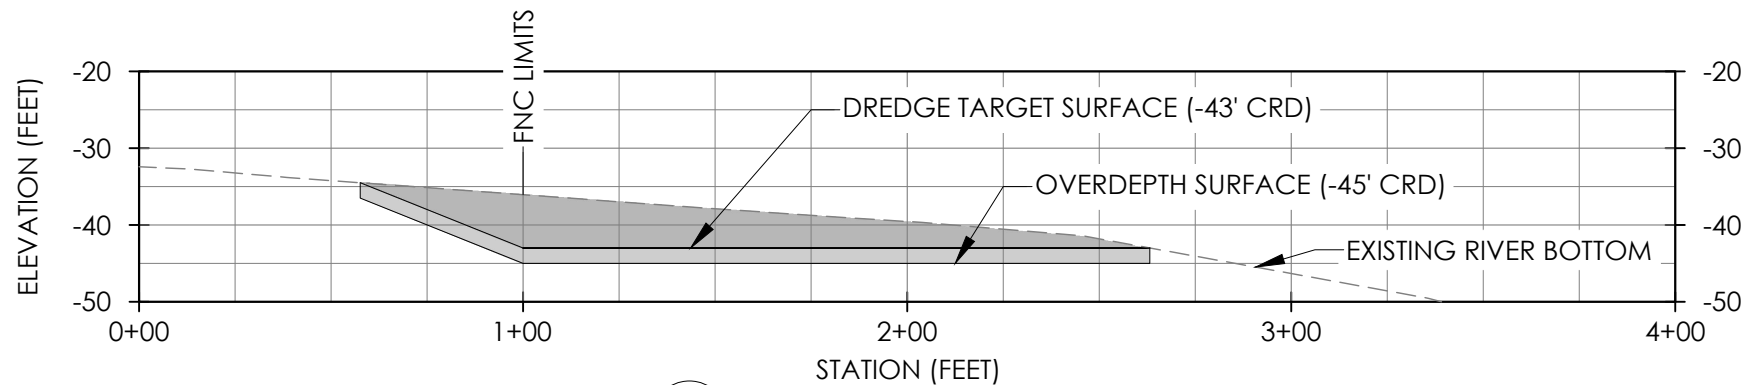 FNC LIMITS
ELEVATION (FEET)
-20
-20
DREDGE TARGET SURFACE (-43' CRD)
-30
-30
OVERDEPTH SURFACE (-45' CRD)
-40
-40
EXISTING RIVER BOTTOM
-50
-50
0+00
1+00
2+00
3+00
4+00
STATION (FEET)